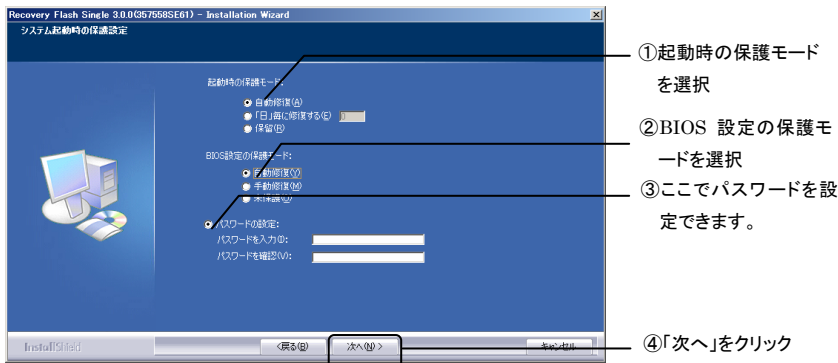 Recovery Flash Single 3.0.0(357558SE61) - Installation Wizard
システム起動時の保護設定
起動時の保護モード:
自動修復(A)
「日」毎に修復する(E)
保留(R)
BIOS設定の保護モード:
自動修復(Y)
手動修復(M)
未保護
パスワードの設定:
パスワードを入力(I):
パスワードを確認(V):
InstallShield
<戻る(B)
次へ(N) >
キャンセル
①起動時の保護モード
を選択
②BIOS 設定の保護モ
ードを選択
③ここでパスワードを設
定できます。
④「次へ」をクリック